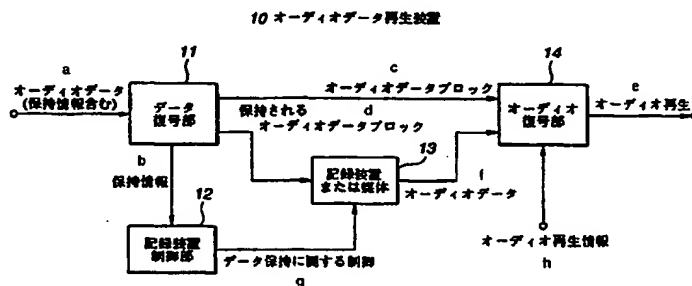 10 オーディオデータ再生装置
11
14
a
オーディオデータ
(保持情報含む)
データ
復号部
c
オーディオデータブロック
d
保持される
オーディオデータブロック
オーディオ
復号部
e
オーディオ再生
b
保持情報
13
記録装置
または媒体
f
オーディオデータ
12
記録装置
制御部
データ保持に関する制御
g
オーディオ再生情報
h